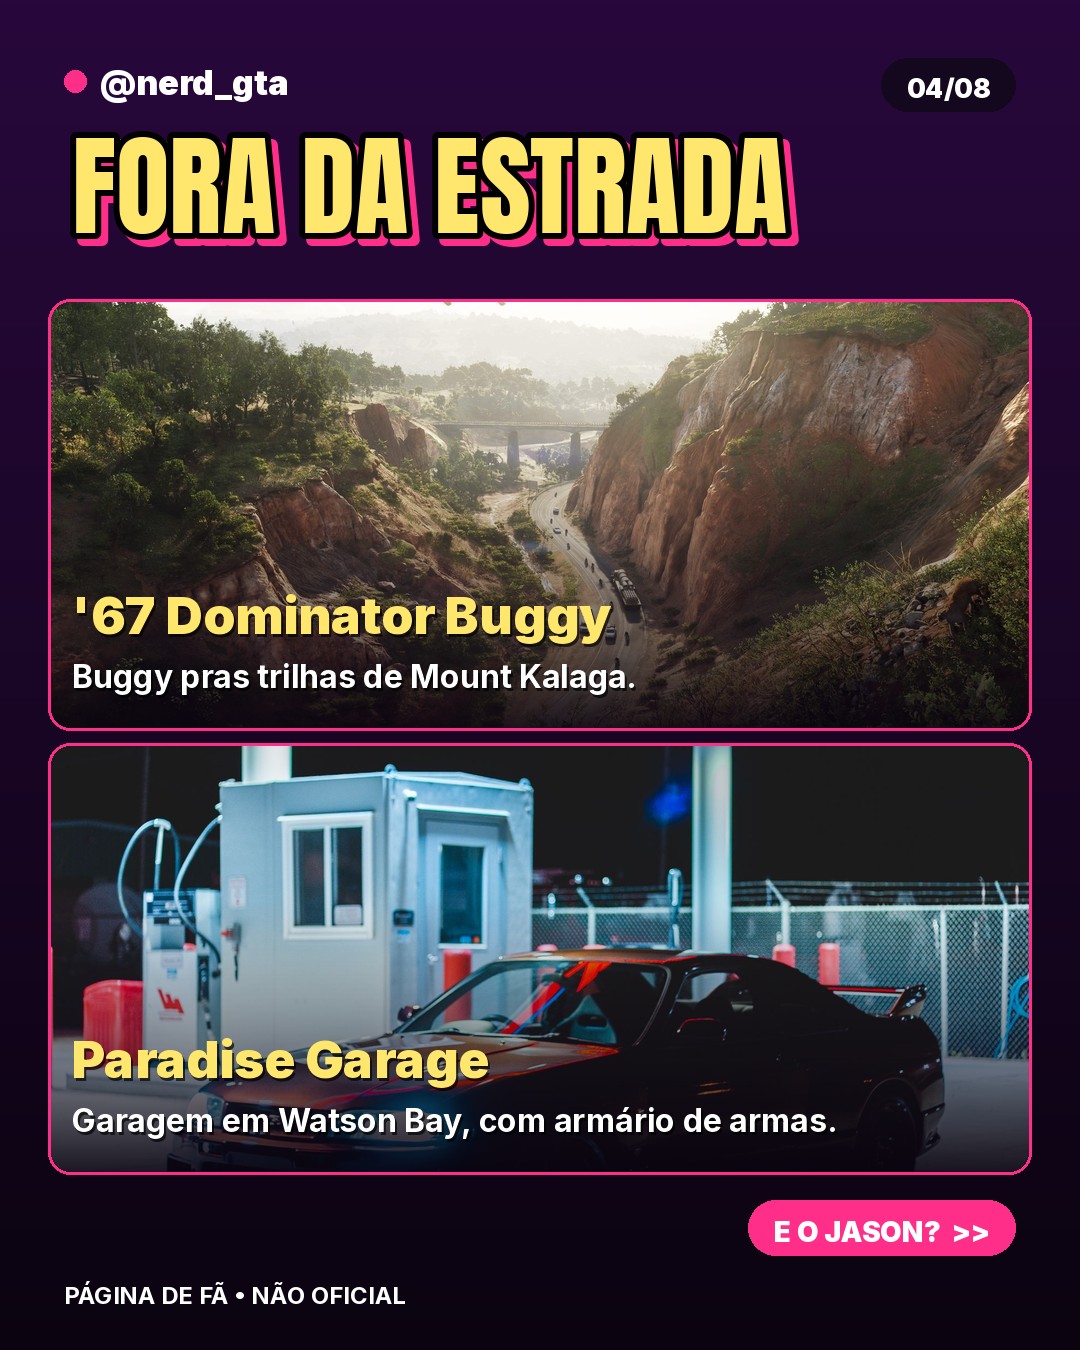 @nerd_gta
04/08
FORA DA ESTRADA
'67 Dominator Buggy
Buggy pras trilhas de Mount Kalaga.
Paradise Garage
Garagem em Watson Bay, com armário de armas.
E O JASON? >>
PÁGINA DE FÃ • NÃO OFICIAL